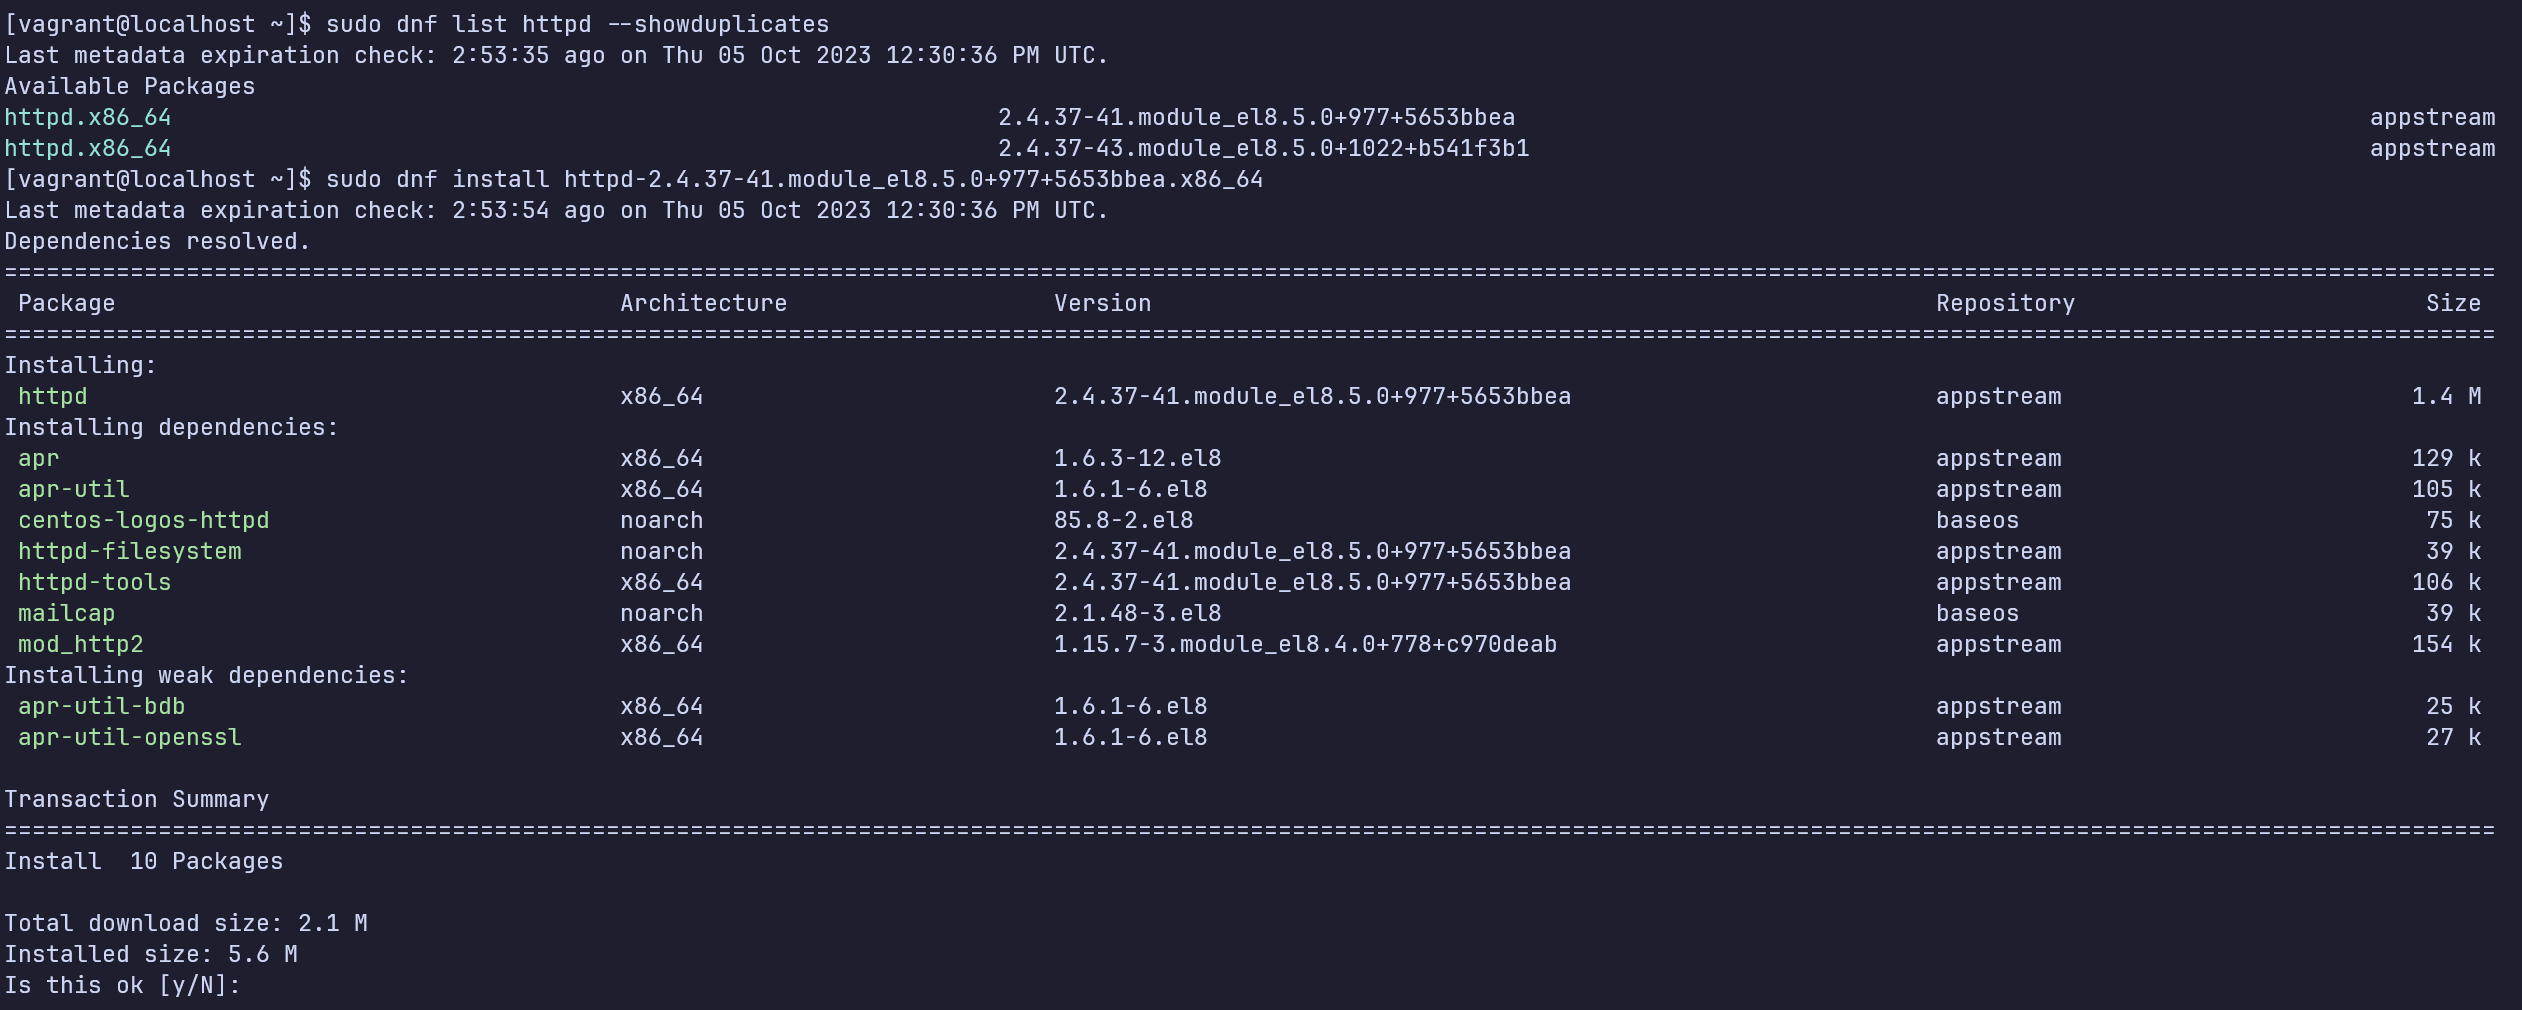 [vagrant@localhost ~]$ sudo dnf list httpd --showduplicates
Last metadata expiration check: 2:53:35 ago on Thu 05 Oct 2023 12:30:36 PM UTC.
Available Packages
httpd.x86_64 2.4.37-41.module_el8.5.0+977+5653bbea appstream
httpd.x86_64 2.4.37-43.module_el8.5.0+1022+b541f3b1 appstream
[vagrant@localhost ~]$ sudo dnf install httpd-2.4.37-41.module_el8.5.0+977+5653bbea.x86_64
Last metadata expiration check: 2:53:54 ago on Thu 05 Oct 2023 12:30:36 PM UTC.
Dependencies resolved.
================================================================================
Package Architecture Version Repository Size
================================================================================
Installing:
httpd x86_64 2.4.37-41.module_el8.5.0+977+5653bbea appstream 1.4 M
Installing dependencies:
apr x86_64 1.6.3-12.el8 appstream 129 k
apr-util x86_64 1.6.1-6.el8 appstream 105 k
centos-logos-httpd noarch 85.8-2.el8 baseos 75 k
httpd-filesystem noarch 2.4.37-41.module_el8.5.0+977+5653bbea appstream 39 k
httpd-tools x86_64 2.4.37-41.module_el8.5.0+977+5653bbea appstream 106 k
mailcap noarch 2.1.48-3.el8 baseos 39 k
mod_http2 x86_64 1.15.7-3.module_el8.4.0+778+c970deab appstream 154 k
Installing weak dependencies:
apr-util-bdb x86_64 1.6.1-6.el8 appstream 25 k
apr-util-openssl x86_64 1.6.1-6.el8 appstream 27 k
Transaction Summary
================================================================================
Install 10 Packages
Total download size: 2.1 M
Installed size: 5.6 M
Is this ok [y/N]: